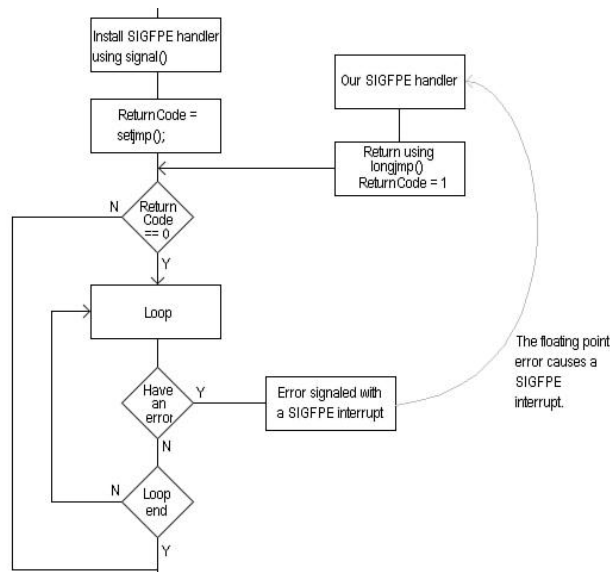 Install SIGFPE handler
using signal()
Our SIGFPE handler
ReturnCode =
setjmp();
Return using
longjmp()
ReturnCode = 1
N
Return
Code
== 0
Y
Loop
The floating point
error causes a
SIGFPE
interrupt.
Have
an
error
Y
Error signaled with
a SIGFPE interrupt
N
N
Loop
end
Y